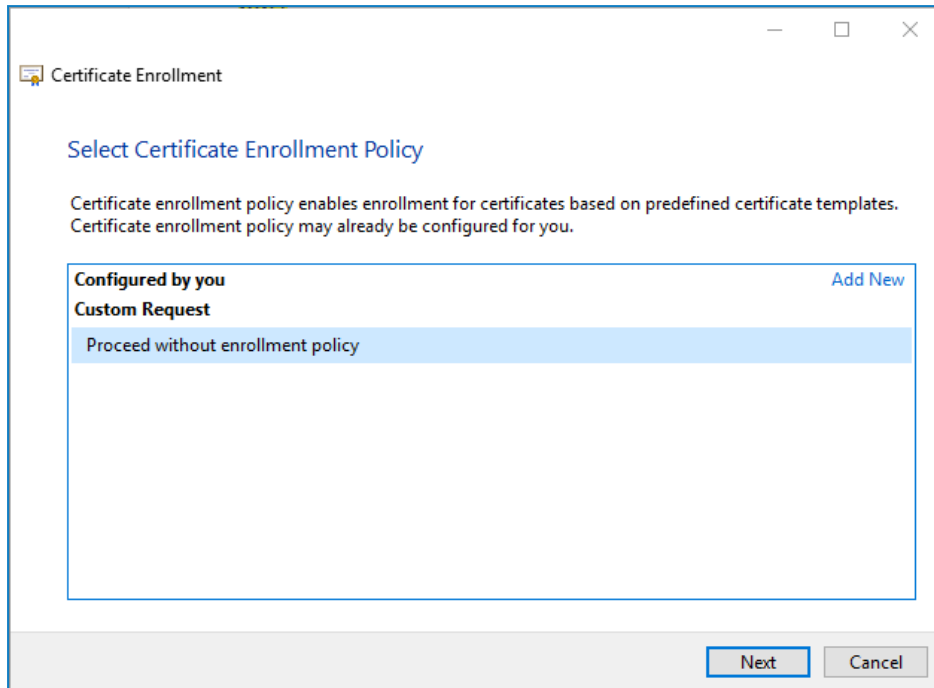 Certificate Enrollment
Select Certificate Enrollment Policy
Certificate enrollment policy enables enrollment for certificates based on predefined certificate templates.
Certificate enrollment policy may already be configured for you.
Configured by you Add New
Custom Request
Proceed without enrollment policy
Next Cancel